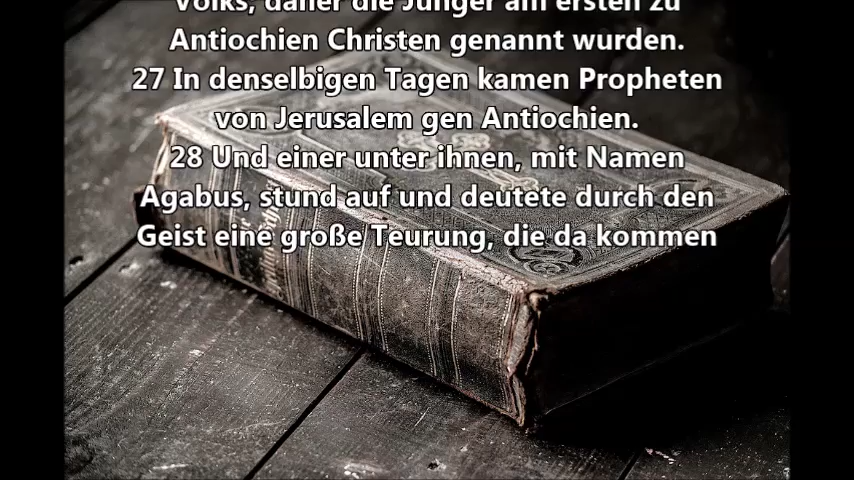 Volks, daher die Jünger am ersten zu
Antiochien Christen genannt wurden.
27 In denselbigen Tagen kamen Propheten
von Jerusalem gen Antiochien.
28 Und einer unter ihnen, mit Namen
Agabus, stund auf und deutete durch den
Geist eine große Teurung, die da kommen